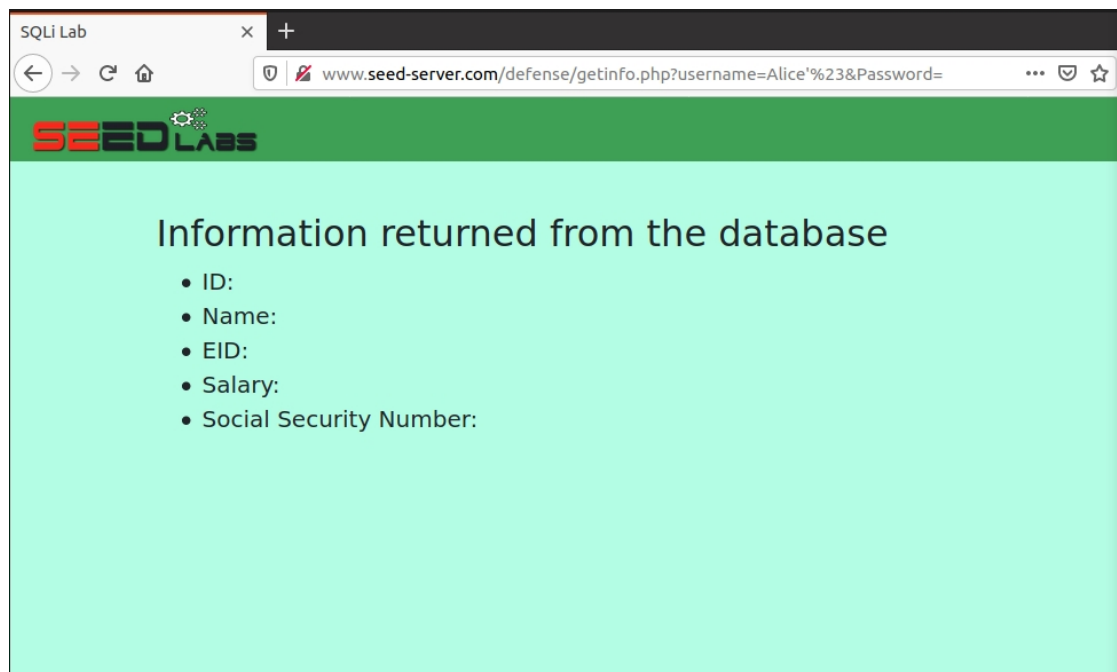 SQLi Lab
www.seed-server.com/defense/getinfo.php?username=Alice'%23&Password=
SEED LABS
Information returned from the database
• ID:
• Name:
• EID:
• Salary:
• Social Security Number: